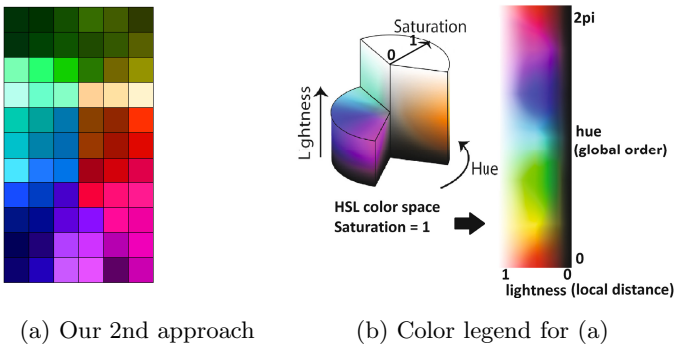 Saturation
1
0
Lightness
Hue
HSL color space
Saturation = 1
2pi
hue
(global order)
0
1 0
lightness (local distance)
(a) Our 2nd approach
(b) Color legend for (a)